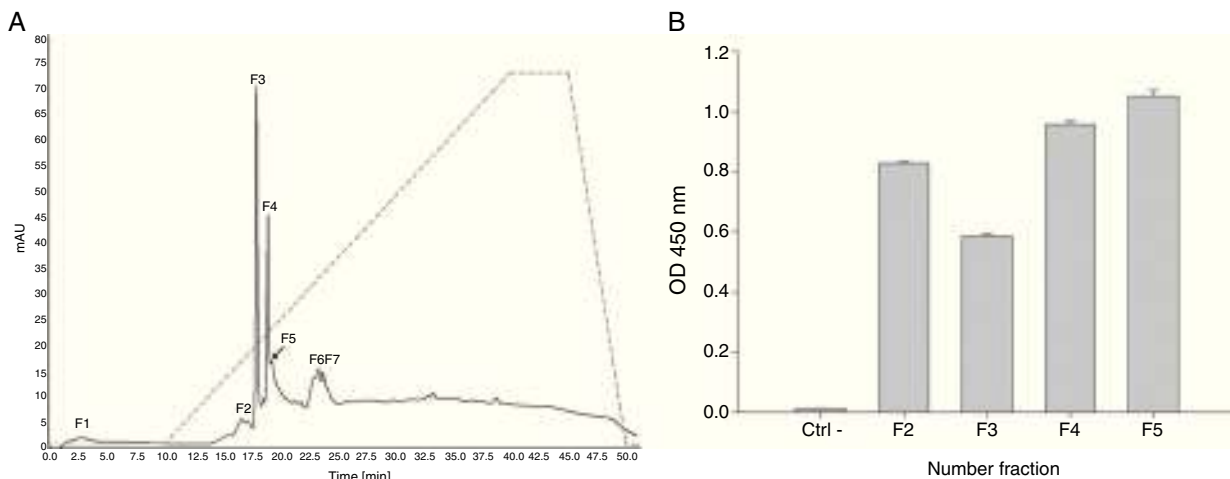 A
80
75
70
65
60
55
50
45
40
35
30
25
20
15
10
5
0
mAU
F1
F2
F3
F4
F5
F6F7
0.0 2.5 5.0 7.5 10.0 12.5 15.0 17.5 20.0 22.5 25.0 27.5 30.0 32.5 35.0 37.5 40.0 42.5 45.0 47.5 50.0
Time [min]
B
1.2
1.0
0.8
0.6
0.4
0.2
0.0
OD 450 nm
Ctrl - F2 F3 F4 F5
Number fraction